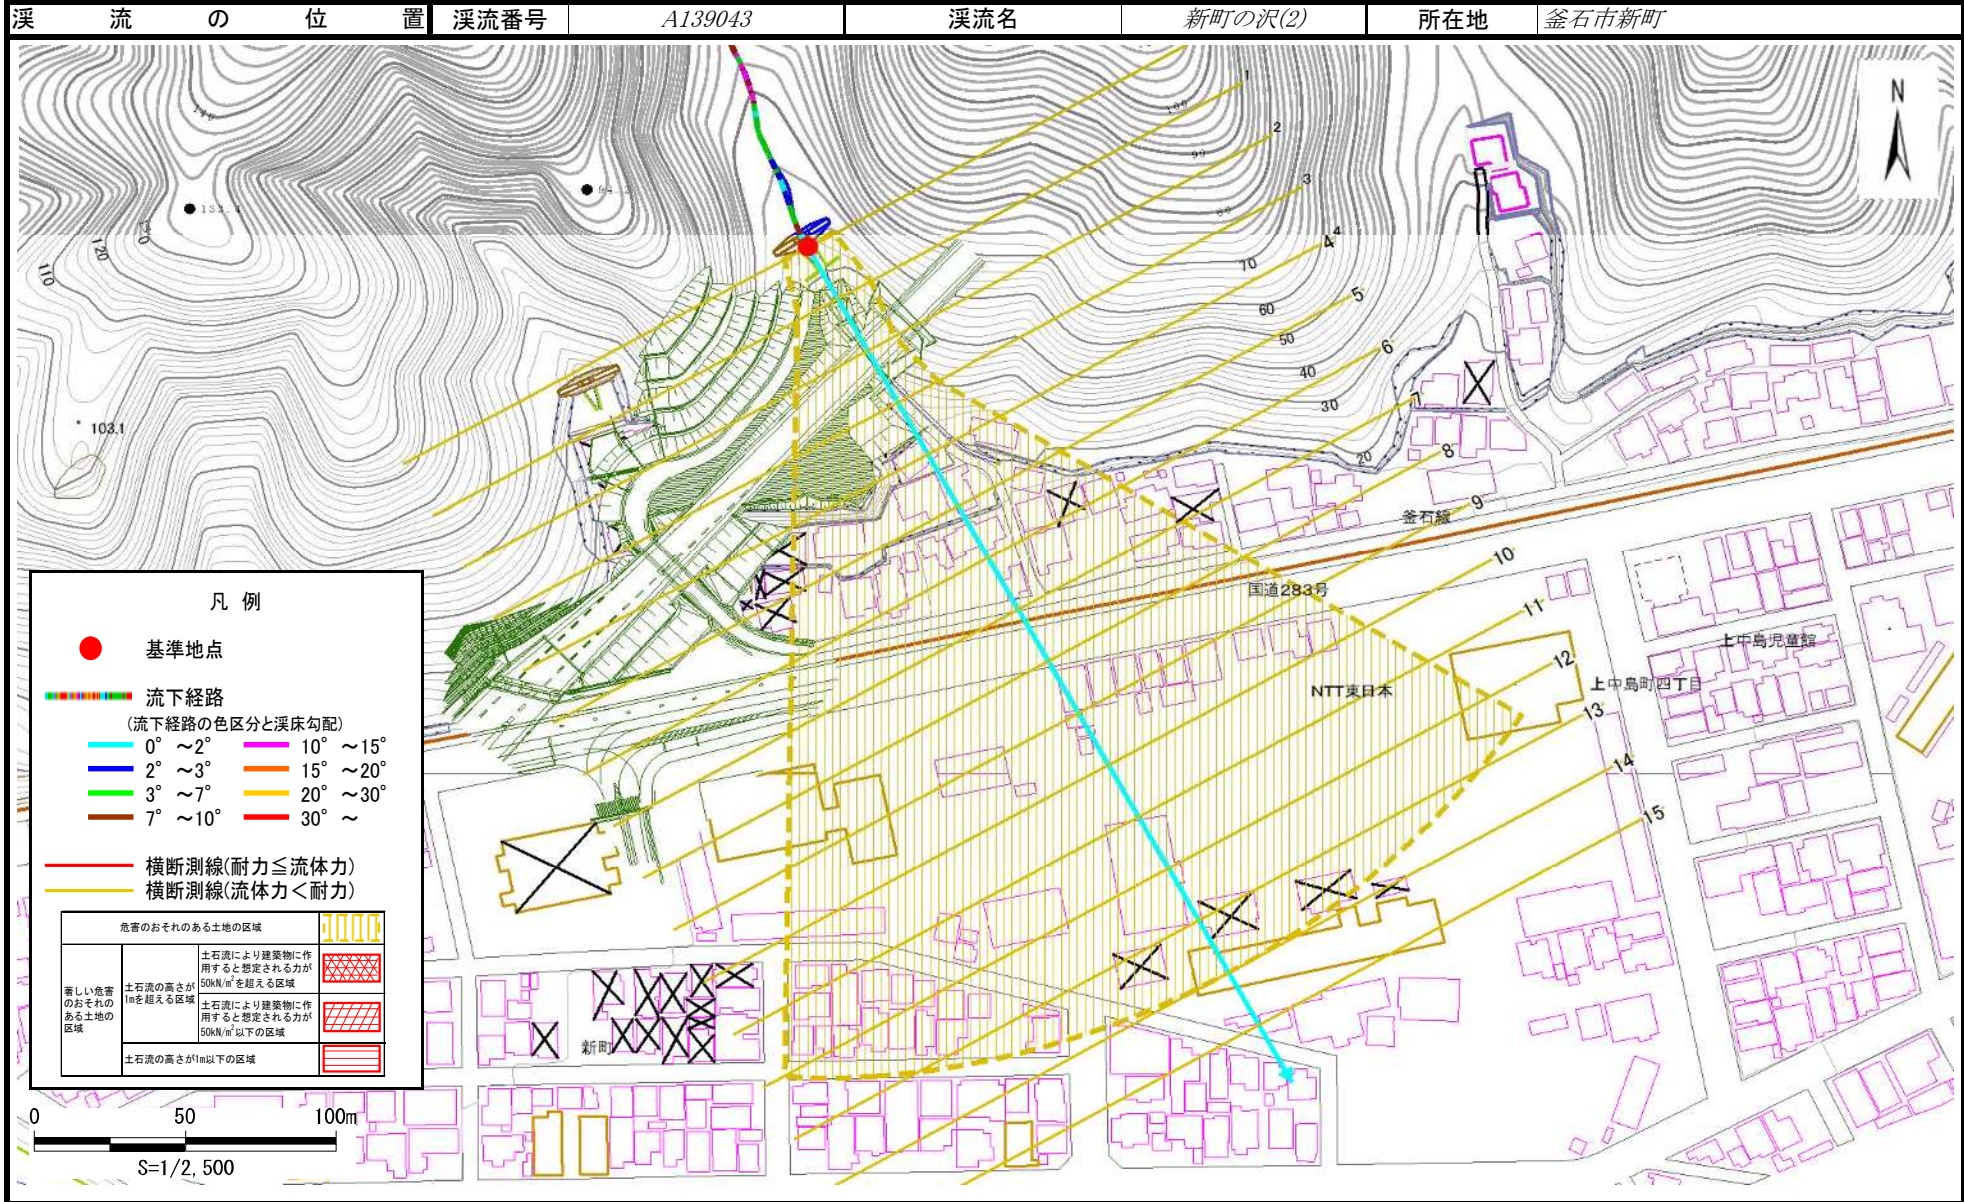 渓流の位置 渓流番号 A139043 渓流名 新町の沢(2) 所在地 釜石市新町
1
N
140
100
2
90
3
133.4
80
130
4
4
120
70
110
5
60
50
6
40
30
7
103.1
20
8
釜石線
9
10
国道283号
11
上中島児童館
12
NTT東日本
上中島町四丁目
13
14
15
新町
凡 例
基準地点
流下経路
(流下経路の色区分と渓床勾配)
0° ～2° 10° ～15°
2° ～3° 15° ～20°
3° ～7° 20° ～30°
7° ～10° 30° ～
横断測線(耐力≦流体力)
横断測線(流体力＜耐力)
危害のおそれのある土地の区域
著しい危害
のおそれの
ある土地の
区域
土石流の高さが
1mを超える区域
土石流により建築物に作
用すると想定される力が
50kN/m²を超える区域
土石流により建築物に作
用すると想定される力が
50kN/m²以下の区域
土石流の高さが1m以下の区域
0 50 100m
S=1/2,500